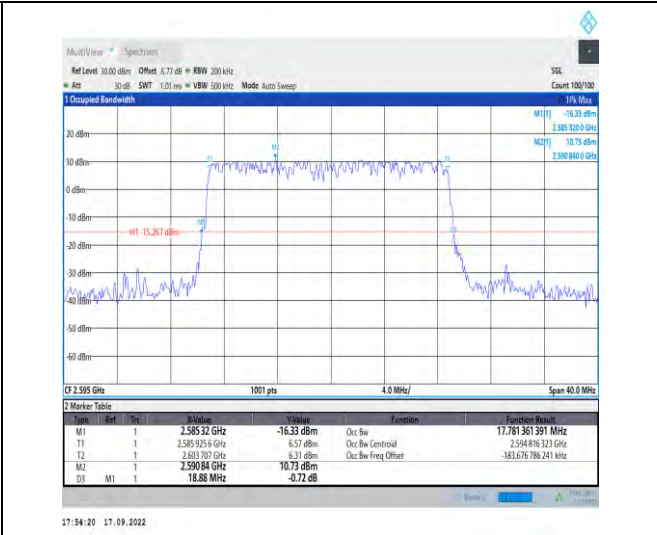 MultiView Spectrum
Ref Level 30.00 dBm Offset 6.77 dB RBW 200 kHz SGL
Att 30 dB SWT 1.01 ms VBW 500 kHz Mode Auto Sweep Count 100/100
1 Occupied Bandwidth 1Pk Max
M1[1] -16.33 dBm
2.585 320 0 GHz
20 dBm M2[1] 10.73 dBm
2.590 840 0 GHz
M2
T1 T2
10 dBm
0 dBm
-10 dBm
M1
H1 -15.267 dBm
D3
-20 dBm
-30 dBm
-40 dBm
-50 dBm
-60 dBm
CF 2.595 GHz 1001 pts 4.0 MHz/ Span 40.0 MHz
2 Marker Table
Type Ref Trc X-Value Y-Value Function Function Result
M1 1 2.585 32 GHz -16.33 dBm Occ Bw 17.781 361 391 MHz
T1 1 2.585 925 6 GHz 6.57 dBm Occ Bw Centroid 2.594 816 323 GHz
T2 1 2.603 707 GHz 6.31 dBm Occ Bw Freq Offset -183.676 786 241 kHz
M2 1 2.590 84 GHz 10.73 dBm
D3 M1 1 18.88 MHz -0.72 dB
17:54:20 17.09.2022